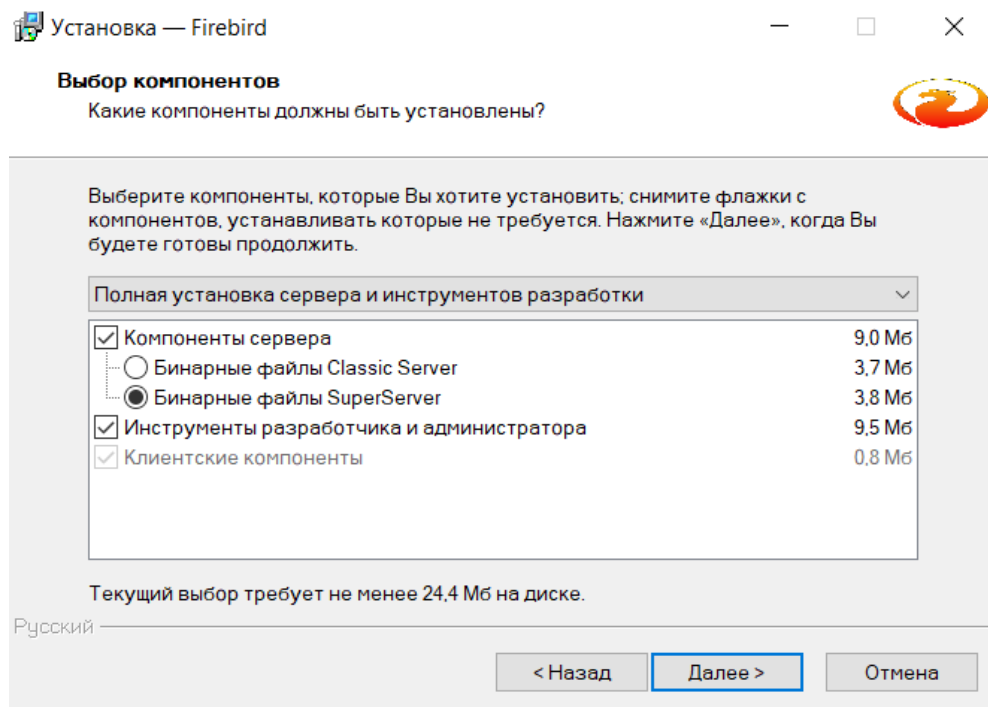 Установка — Firebird
Выбор компонентов
Какие компоненты должны быть установлены?
Выберите компоненты, которые Вы хотите установить; снимите флажки с
компонентов, устанавливать которые не требуется. Нажмите «Далее», когда Вы
будете готовы продолжить.
Полная установка сервера и инструментов разработки
Компоненты сервера 9,0 Мб
Бинарные файлы Classic Server 3,7 Мб
Бинарные файлы SuperServer 3,8 Мб
Инструменты разработчика и администратора 9,5 Мб
Клиентские компоненты 0,8 Мб
Текущий выбор требует не менее 24,4 Мб на диске.
Русский
< Назад Далее > Отмена